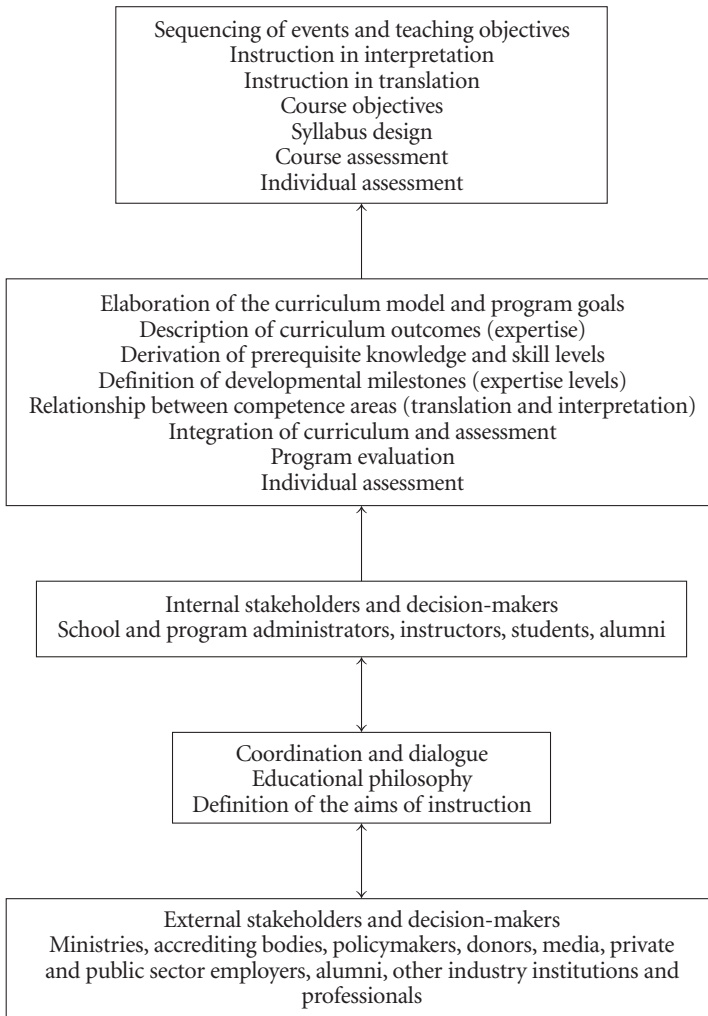 Sequencing of events and teaching objectives
Instruction in interpretation
Instruction in translation
Course objectives
Syllabus design
Course assessment
Individual assessment
Elaboration of the curriculum model and program goals
Description of curriculum outcomes (expertise)
Derivation of prerequisite knowledge and skill levels
Definition of developmental milestones (expertise levels)
Relationship between competence areas (translation and interpretation)
Integration of curriculum and assessment
Program evaluation
Individual assessment
Internal stakeholders and decision-makers
School and program administrators, instructors, students, alumni
Coordination and dialogue
Educational philosophy
Definition of the aims of instruction
External stakeholders and decision-makers
Ministries, accrediting bodies, policymakers, donors, media, private
and public sector employers, alumni, other industry institutions and
professionals